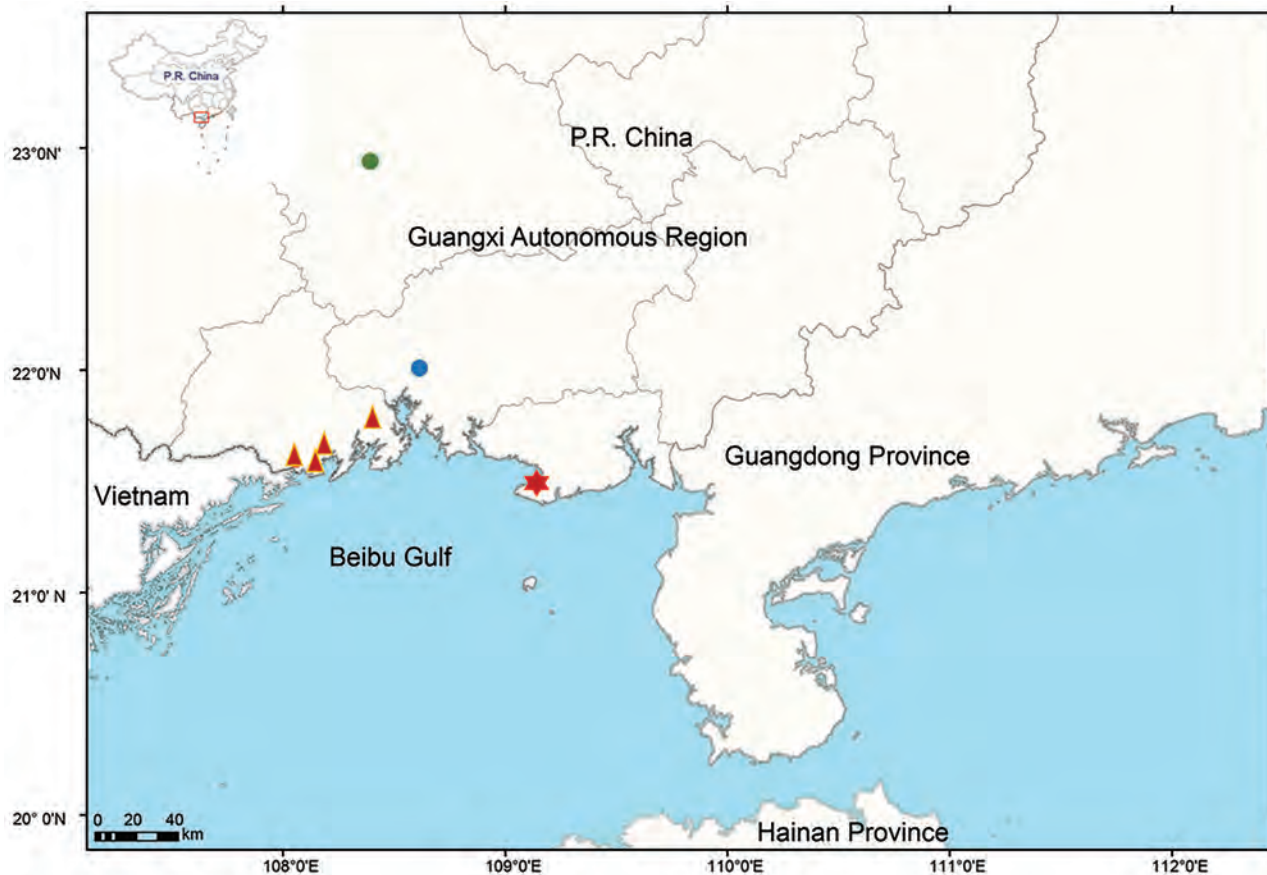 P.R. China
P.R. China
23°0N'
Guangxi Autonomous Region
22°0'N
Guangdong Province
Vietnam
Beibu Gulf
21°0' N
20° 0'N
0 20 40
km
Hainan Province
108°0'E
109°0'E
110°0'E
111°0'E
112°0'E